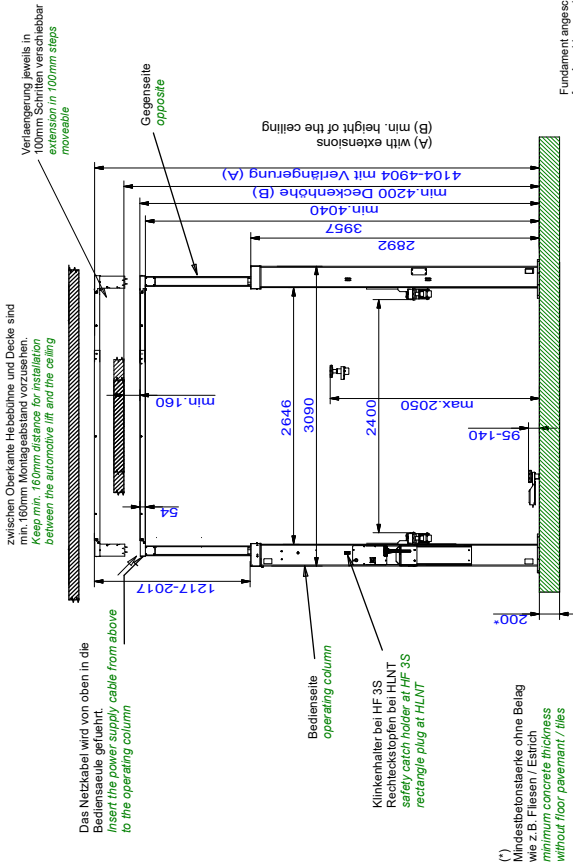 zwischen Oberkante Hebebühne und Decke sind
min.160mm Montageabstand vorzusehen.
Keep min. 160mm distance for installation
between the automotive lift and the ceiling
Verlaengerung jeweils in
100mm Schritten verschiebbar
extension in 100mm steps
moveable
Das Netzkabel wird von oben in die
Bediensaeule gefuehrt.
Insert the power supply cable from above
to the operating column
Gegenseite
opposite
Bedienseite
operating column
Klinkenhalter bei HF 3S
Rechteckstopfen bei HLNT
safety catch holder at HF 3S
rectangle plug at HLNT
(*)
Mindestbetonstaerke ohne Belag
wie z.B. Fliesen / Estrich
minimum concrete thickness
without floor pavement / tiles
(A) with extensions
(B) min. height of the ceiling
4104-4904 mit Verlängerung (A)
min.4200 Deckenhöhe (B)
min.4040
3957
2892
min.160
54
1217-2017
2646
3090
2400
max.2050
95-140
200*
Fundament angesc